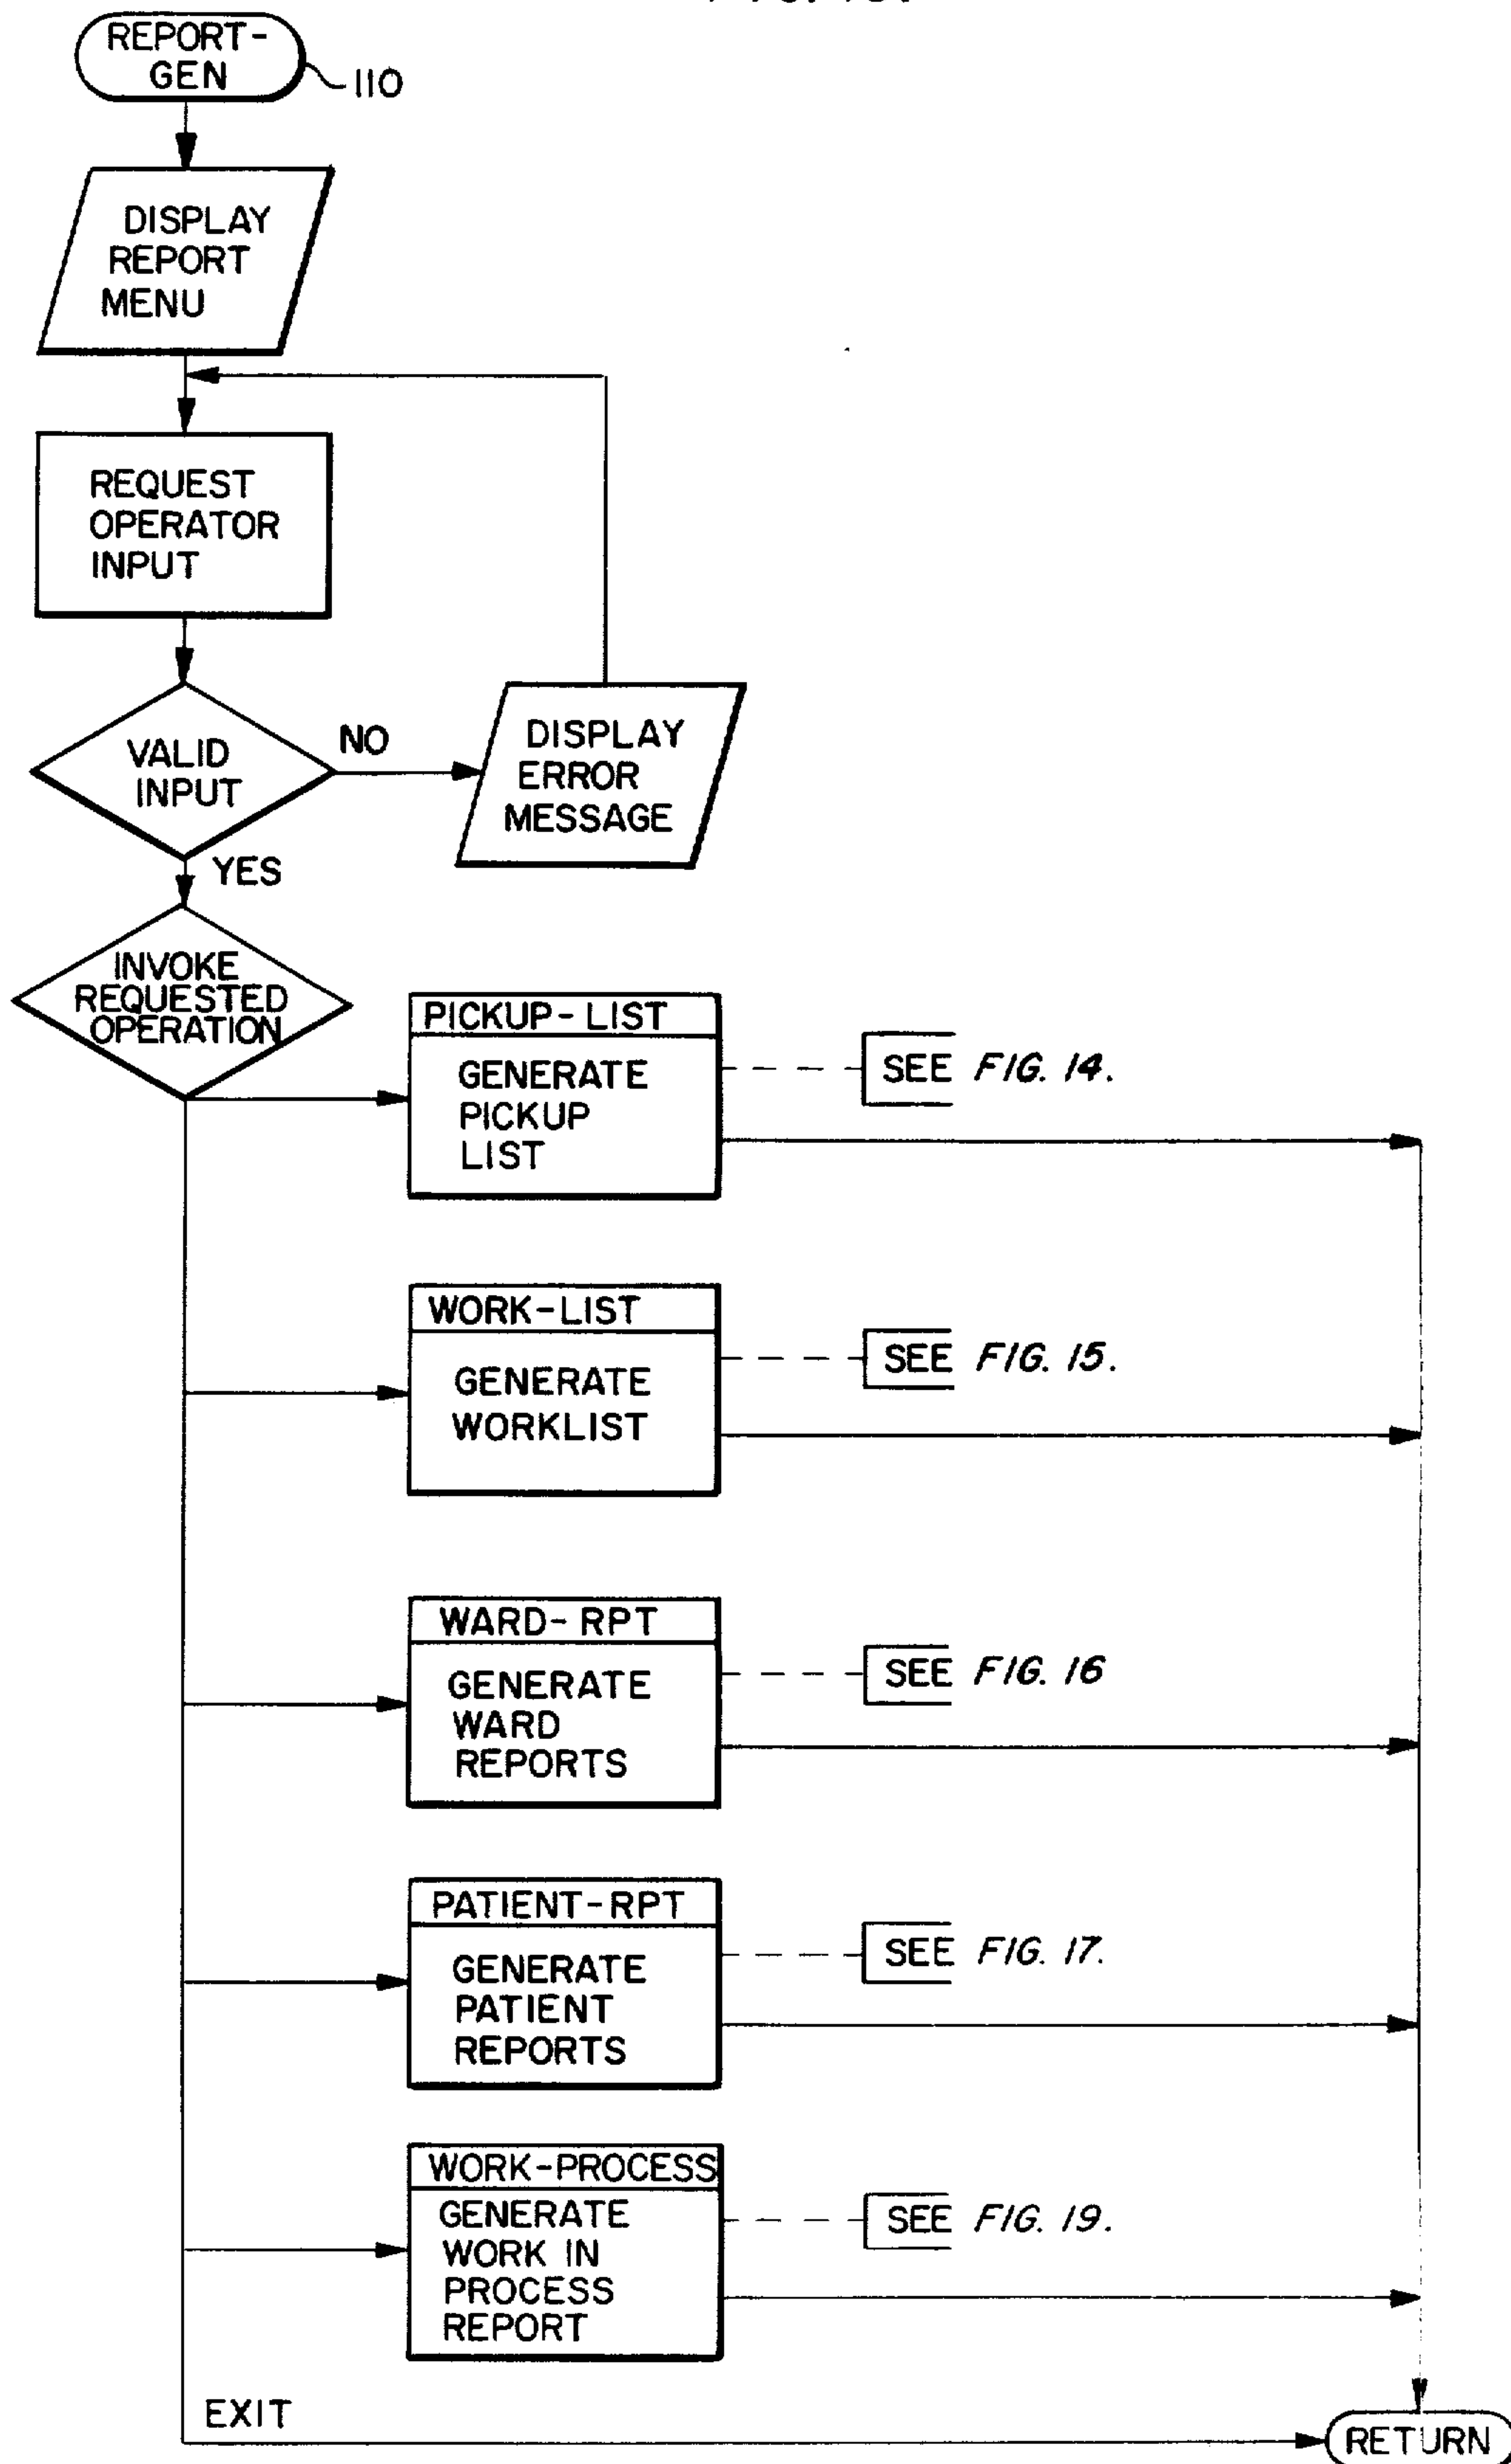 REPORT-
GEN
110
DISPLAY
REPORT
MENU
REQUEST
OPERATOR
INPUT
VALID
INPUT
NO
DISPLAY
ERROR
MESSAGE
YES
INVOKE
REQUESTED
OPERATION
PICKUP-LIST
GENERATE
PICKUP
LIST
SEE FIG. 14.
WORK-LIST
GENERATE
WORKLIST
SEE FIG. 15.
WARD-RPT
GENERATE
WARD
REPORTS
SEE FIG. 16
PATIENT-RPT
GENERATE
PATIENT
REPORTS
SEE FIG. 17.
WORK-PROCESS
GENERATE
WORK IN
PROCESS
REPORT
SEE FIG. 19.
EXIT
RETURN